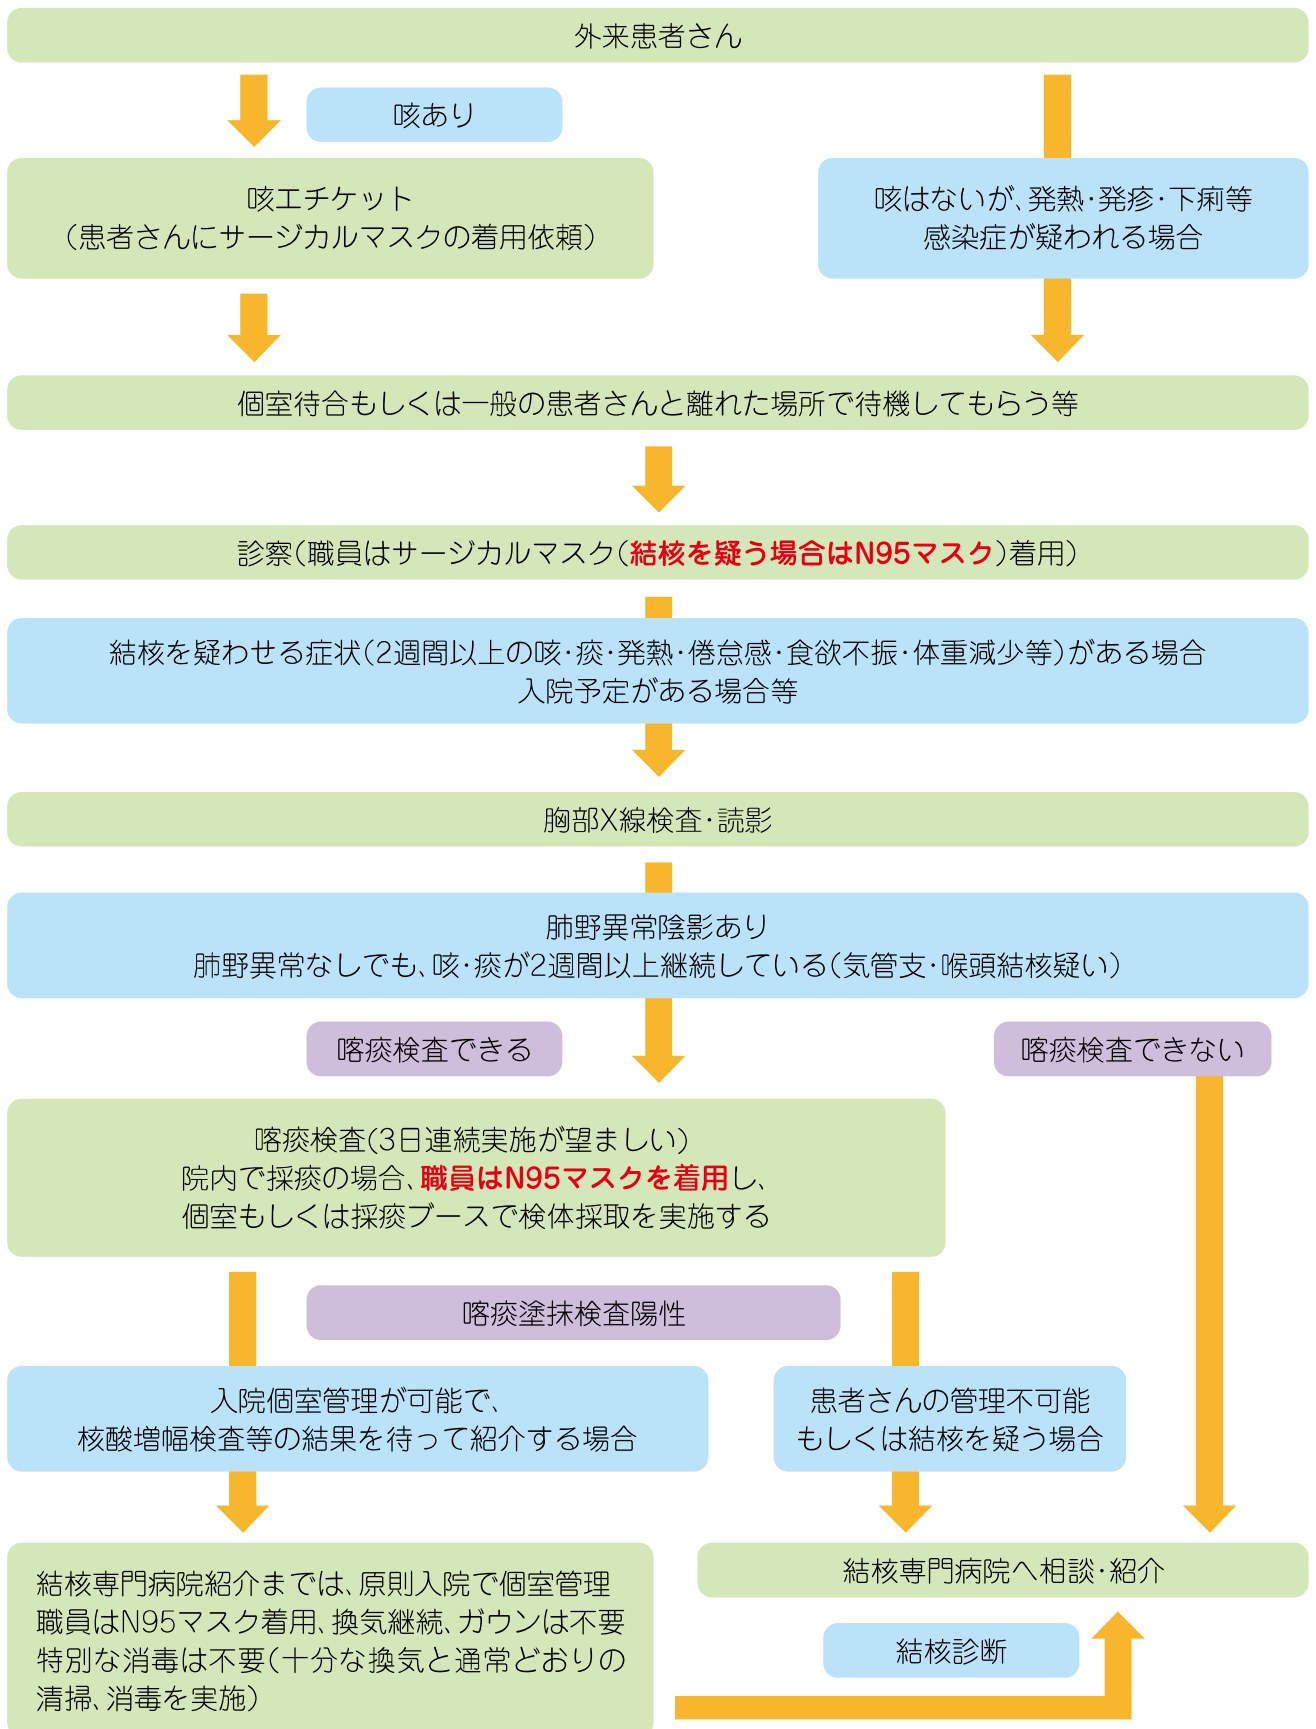 外来患者さん
咳あり
咳エチケット
（患者さんにサージカルマスクの着用依頼）
咳はないが、発熱・発疹・下痢等
感染症が疑われる場合
個室待合もしくは一般の患者さんと離れた場所で待機してもらう等
診察（職員はサージカルマスク（結核を疑う場合はN95マスク）着用）
結核を疑わせる症状（2週間以上の咳・痰・発熱・倦怠感・食欲不振・体重減少等）がある場合
入院予定がある場合等
胸部X線検査・読影
肺野異常陰影あり
肺野異常なしでも、咳・痰が2週間以上継続している（気管支・喉頭結核疑い）
喀痰検査できる
喀痰検査できない
喀痰検査（3日連続実施が望ましい）
院内で採痰の場合、職員はN95マスクを着用し、
個室もしくは採痰ブースで検体採取を実施する
喀痰塗抹検査陽性
入院個室管理が可能で、
核酸増幅検査等の結果を待って紹介する場合
患者さんの管理不可能
もしくは結核を疑う場合
結核専門病院紹介までは、原則入院で個室管理
職員はN95マスク着用、換気継続、ガウンは不要
特別な消毒は不要（十分な換気と通常どおりの
清掃、消毒を実施）
結核専門病院へ相談・紹介
結核診断